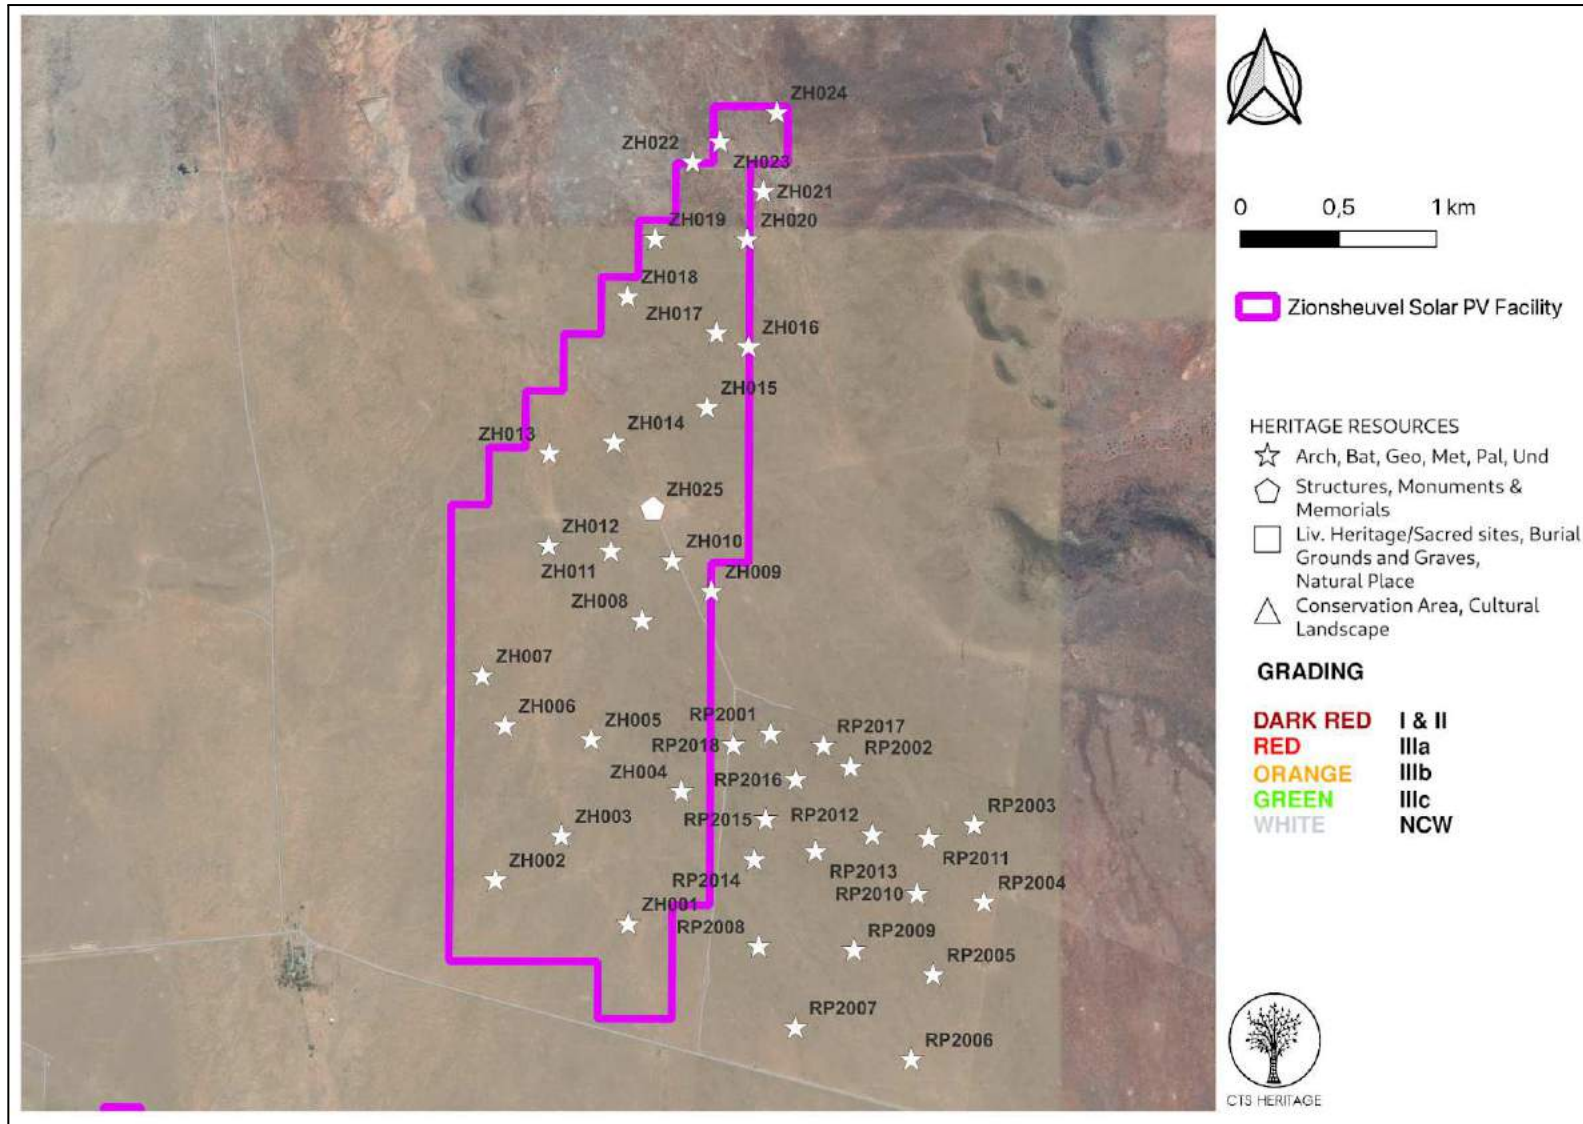 ZH024
ZH022
ZH023
ZH021
ZH019
ZH020
ZH018
ZH017
ZH016
ZH015
ZH014
ZH013
ZH025
ZH012
ZH010
ZH011
ZH009
ZH008
ZH007
ZH006
ZH005
RP2001
RP2017
RP2018
RP2002
ZH004
RP2016
RP2003
RP2015
RP2012
ZH003
RP2011
ZH002
RP2013
RP2014
RP2010
RP2004
ZH001
RP2008
RP2009
RP2005
RP2007
RP2006
0 0,5 1 km
Zionsheuvel Solar PV Facility
HERITAGE RESOURCES
Arch, Bat, Geo, Met, Pal, Und
Structures, Monuments &
Memorials
Liv. Heritage/Sacred sites, Burial
Grounds and Graves,
Natural Place
Conservation Area, Cultural
Landscape
GRADING
DARK RED I & II
RED IIIa
ORANGE IIIb
GREEN IIIc
WHITE NCW
CTS HERITAGE